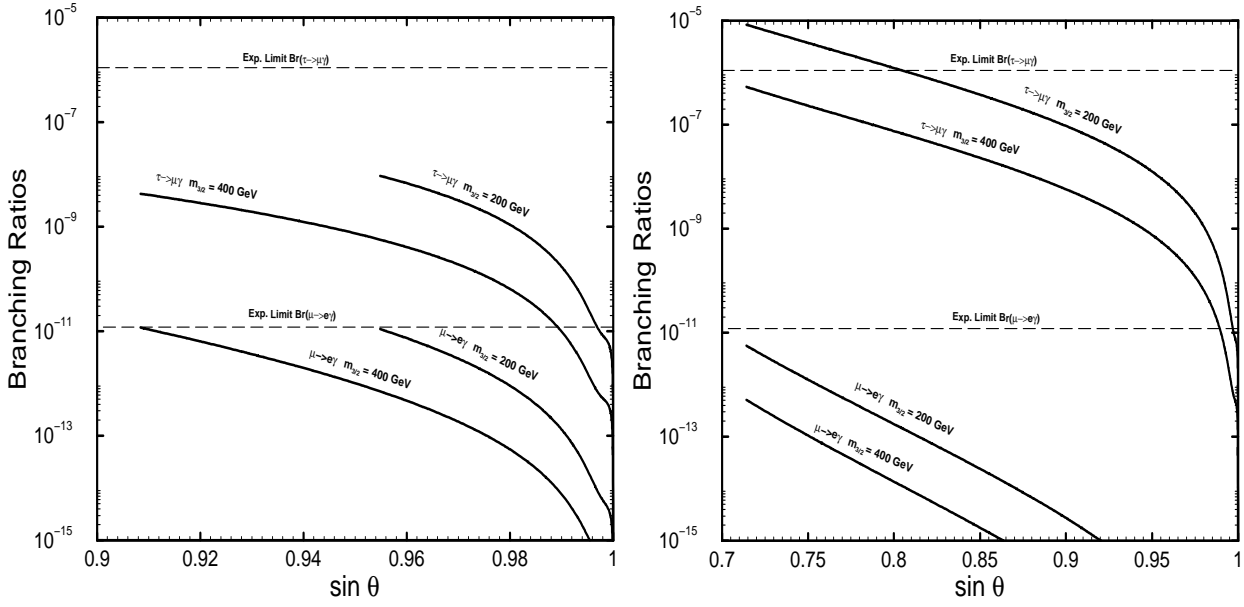 10⁻⁵
Exp. Limit Br(τ−>μγ)
10⁻⁷
τ−>μγ m₃/₂ = 400 GeV
τ−>μγ m₃/₂ = 200 GeV
10⁻⁹
Branching Ratios
Exp. Limit Br(μ−>eγ)
10⁻¹¹
μ−>eγ m₃/₂ = 200 GeV
μ−>eγ m₃/₂ = 400 GeV
10⁻¹³
10⁻¹⁵
0.9 0.92 0.94 0.96 0.98 1
sin θ
10⁻⁵
Exp. Limit Br(τ−>μγ)
τ−>μγ m₃/₂ = 200 GeV
10⁻⁷
τ−>μγ m₃/₂ = 400 GeV
10⁻⁹
Branching Ratios
Exp. Limit Br(μ−>eγ)
10⁻¹¹
μ−>eγ m₃/₂ = 200 GeV
10⁻¹³
μ−>eγ m₃/₂ = 400 GeV
10⁻¹⁵
0.7 0.75 0.8 0.85 0.9 0.95 1
sin θ